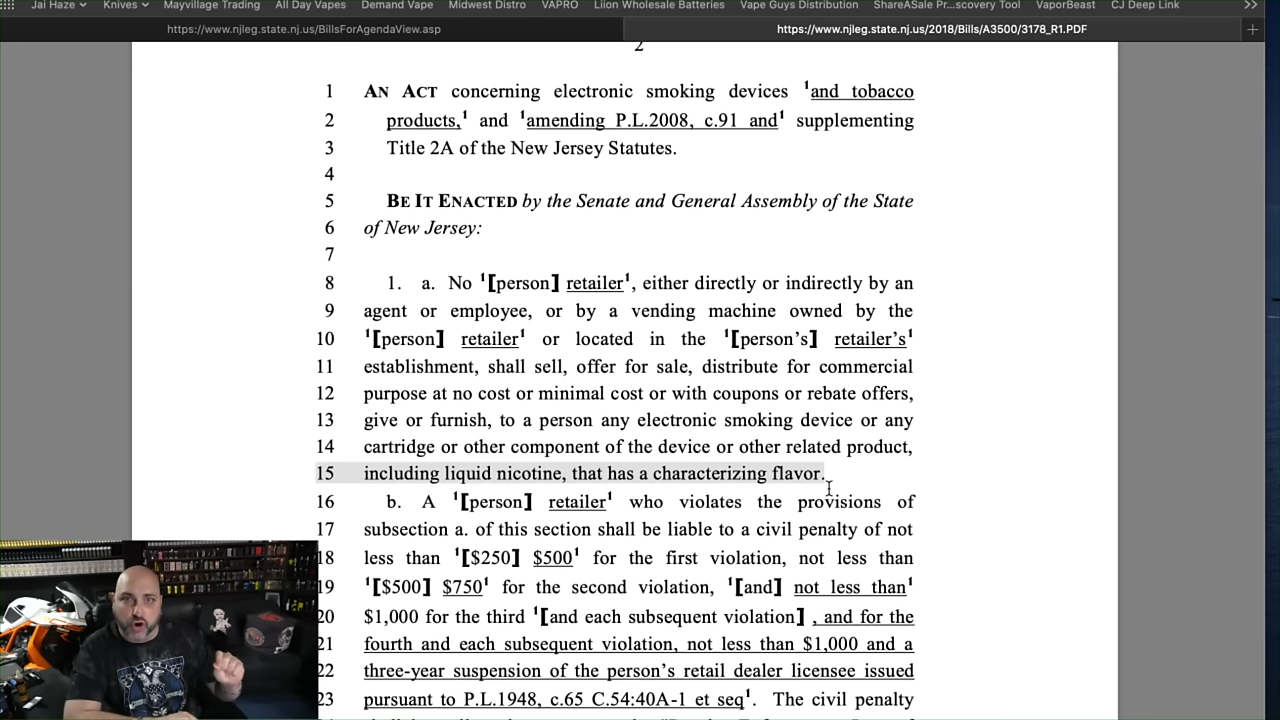 Jai Haze Knives Mayvillage Trading All Day Vapes Demand Vape Midwest Distro VAPRO Liion Wholesale Batteries Vape Guys Distribution ShareASale Pr...scovery Tool VaporBeast CJ Deep Link
https://www.njleg.state.nj.us/BillsForAgendaView.asp https://www.njleg.state.nj.us/2018/Bills/A3500/3178_R1.PDF
2
1 AN ACT concerning electronic smoking devices ¹and tobacco
2 products,¹ and ¹amending P.L.2008, c.91 and¹ supplementing
3 Title 2A of the New Jersey Statutes.
4
5 BE IT ENACTED by the Senate and General Assembly of the State
6 of New Jersey:
7
8 1. a. No ¹[person] retailer¹, either directly or indirectly by an
9 agent or employee, or by a vending machine owned by the
10 ¹[person] retailer¹ or located in the ¹[person’s] retailer’s¹
11 establishment, shall sell, offer for sale, distribute for commercial
12 purpose at no cost or minimal cost or with coupons or rebate offers,
13 give or furnish, to a person any electronic smoking device or any
14 cartridge or other component of the device or other related product,
15 including liquid nicotine, that has a characterizing flavor.
16 b. A ¹[person] retailer¹ who violates the provisions of
17 subsection a. of this section shall be liable to a civil penalty of not
18 less than ¹[$250] $500¹ for the first violation, not less than
19 ¹[$500] $750¹ for the second violation, ¹[and] not less than¹
20 $1,000 for the third ¹[and each subsequent violation] , and for the
21 fourth and each subsequent violation, not less than $1,000 and a
22 three-year suspension of the person’s retail dealer licensee issued
23 pursuant to P.L.1948, c.65 C.54:40A-1 et seq¹. The civil penalty